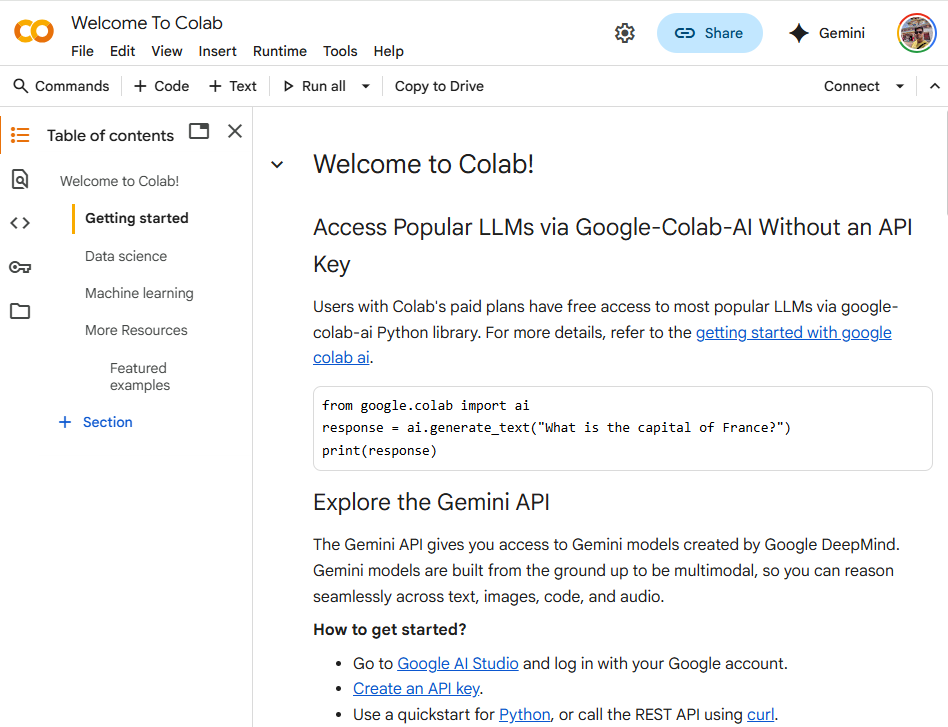 Welcome To Colab
File Edit View Insert Runtime Tools Help
Share
Gemini
Commands + Code + Text Run all Copy to Drive
Connect
Table of contents
Welcome to Colab!
Getting started
Data science
Machine learning
More Resources
Featured
examples
+ Section
Welcome to Colab!
Access Popular LLMs via Google-Colab-AI Without an API
Key
Users with Colab's paid plans have free access to most popular LLMs via google-
colab-ai Python library. For more details, refer to the getting started with google
colab ai.
from google.colab import ai
response = ai.generate_text("What is the capital of France?")
print(response)
Explore the Gemini API
The Gemini API gives you access to Gemini models created by Google DeepMind.
Gemini models are built from the ground up to be multimodal, so you can reason
seamlessly across text, images, code, and audio.
How to get started?
• Go to Google AI Studio and log in with your Google account.
• Create an API key.
• Use a quickstart for Python, or call the REST API using curl.